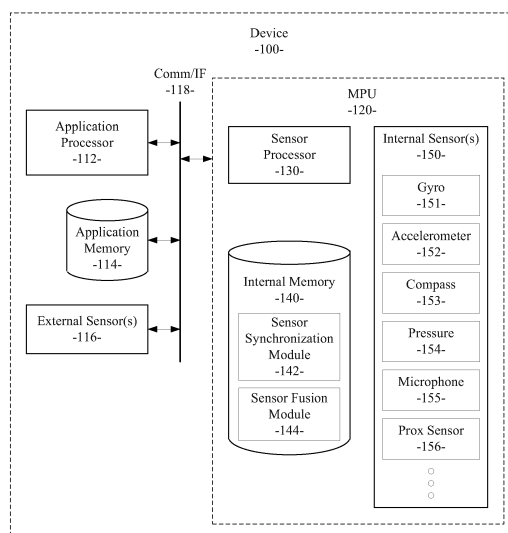 Device
-100-
Comm/IF
-118-
Application
Processor
-112-
Application
Memory
-114-
External Sensor(s)
-116-
MPU
-120-
Sensor
Processor
-130-
Internal Memory
-140-
Sensor
Synchronization
Module
-142-
Sensor Fusion
Module
-144-
Internal Sensor(s)
-150-
Gyro
-151-
Accelerometer
-152-
Compass
-153-
Pressure
-154-
Microphone
-155-
Prox Sensor
-156-